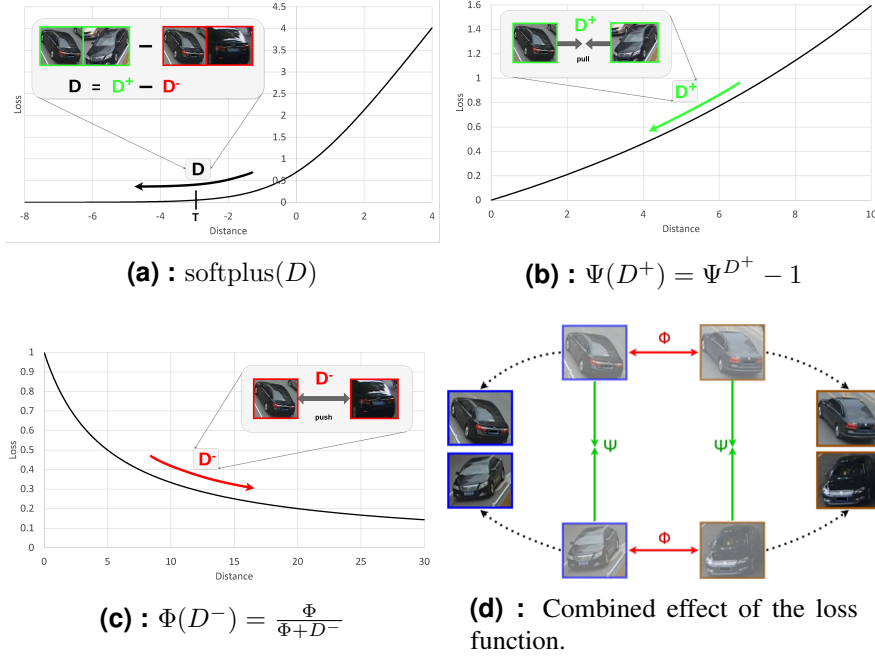 4.5
4
3.5
3
2.5
2
1.5
1
0.5
0
Loss
D = D⁺ − D⁻
D
T
-8 -6 -4 -2 0 2 4
Distance
(a) : softplus(D)
1.6
1.4
1.2
1
0.8
0.6
0.4
0.2
0
Loss
D⁺
pull
D⁺
0 2 4 6 8 10
Distance
(b) : Ψ(D⁺) = Ψ^{D⁺} − 1
1
0.9
0.8
0.7
0.6
0.5
0.4
0.3
0.2
0.1
0
Loss
D⁻
push
D⁻
0 5 10 15 20 25 30
Distance
(c) : Φ(D⁻) = Φ / (Φ+D⁻)
Φ
Ψ Ψ
Φ
(d) : Combined effect of the loss
function.